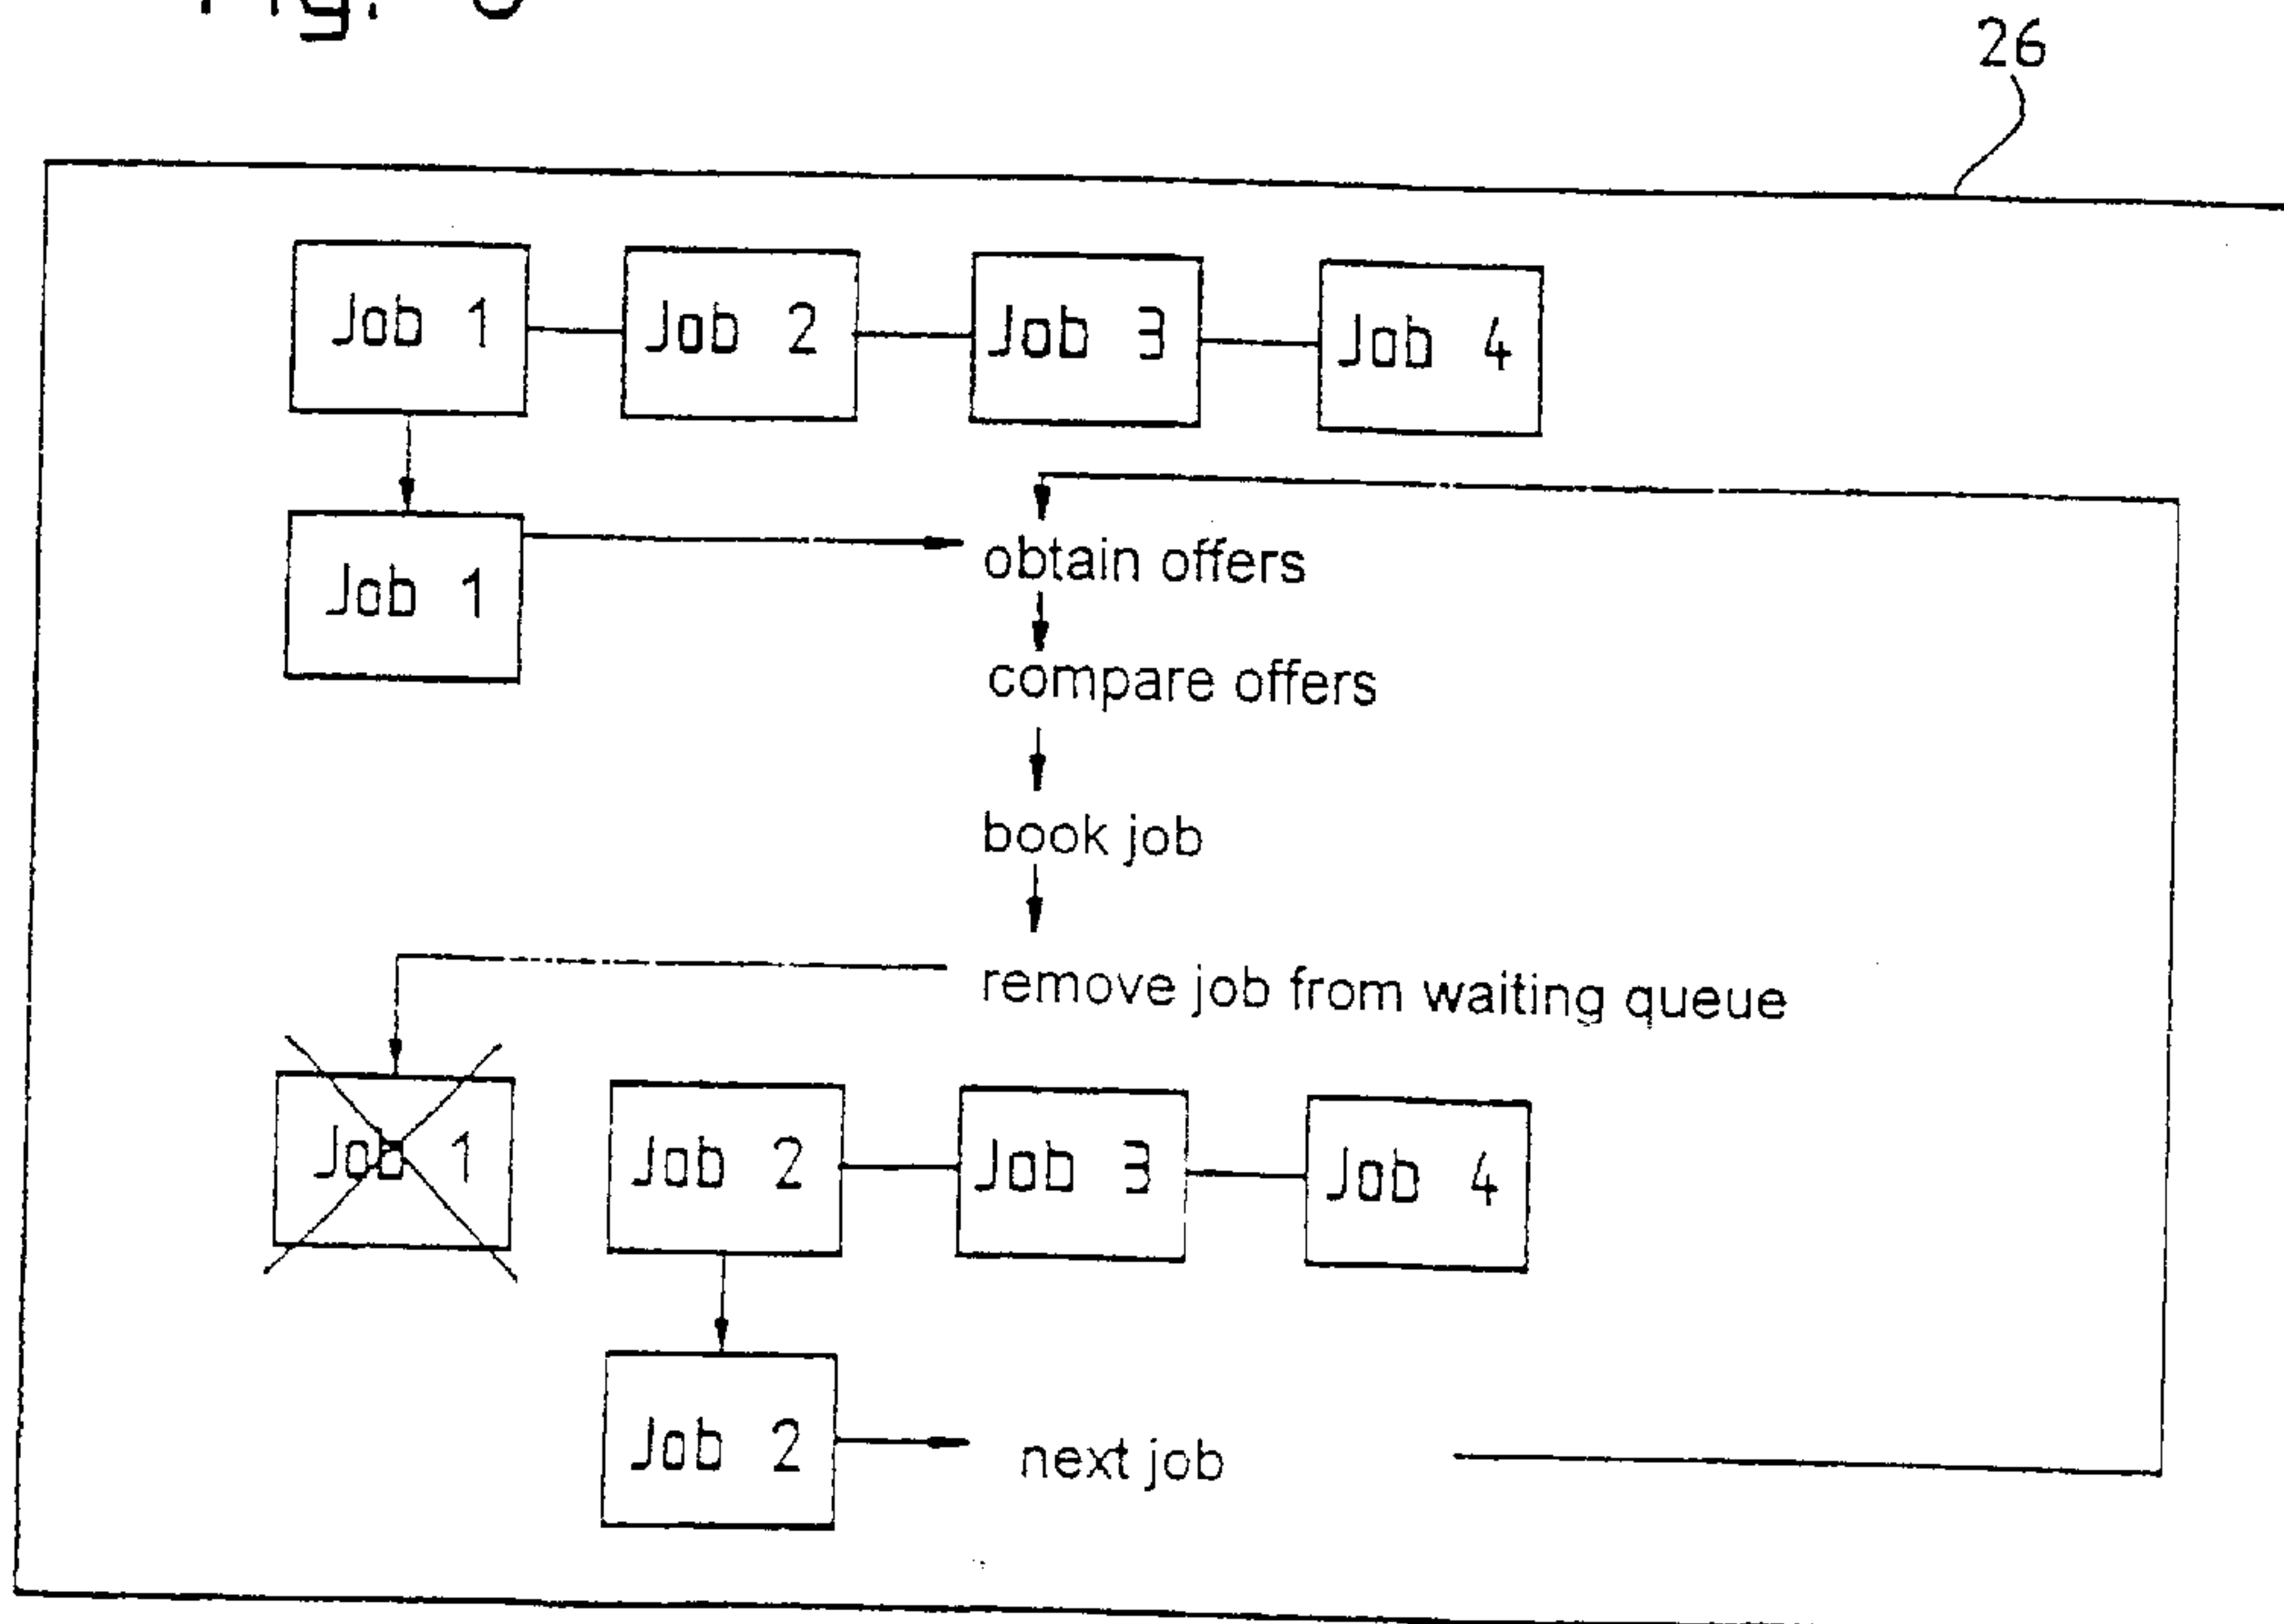 26
Job 1
Job 2
Job 3
Job 4
Job 1
obtain offers
compare offers
book job
remove job from waiting queue
Job 1
Job 2
Job 3
Job 4
Job 2
next job